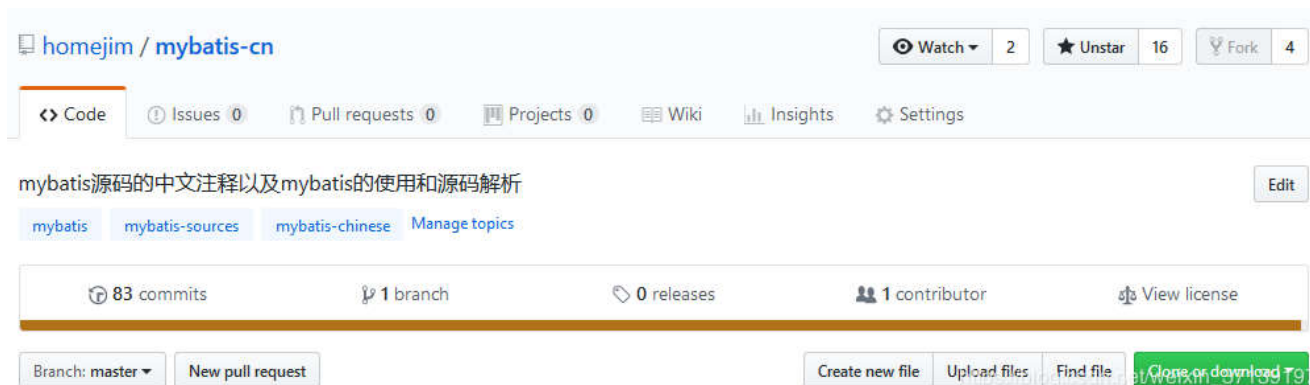 homejim / mybatis-cn Watch 2 Unstar 16 Fork 4
Code Issues 0 Pull requests 0 Projects 0 Wiki Insights Settings
mybatis源码的中文注释以及mybatis的使用和源码解析 Edit
mybatis mybatis-sources mybatis-chinese Manage topics
83 commits 1 branch 0 releases 1 contributor View license
Branch: master New pull request Create new file Upload files Find file Clone or download